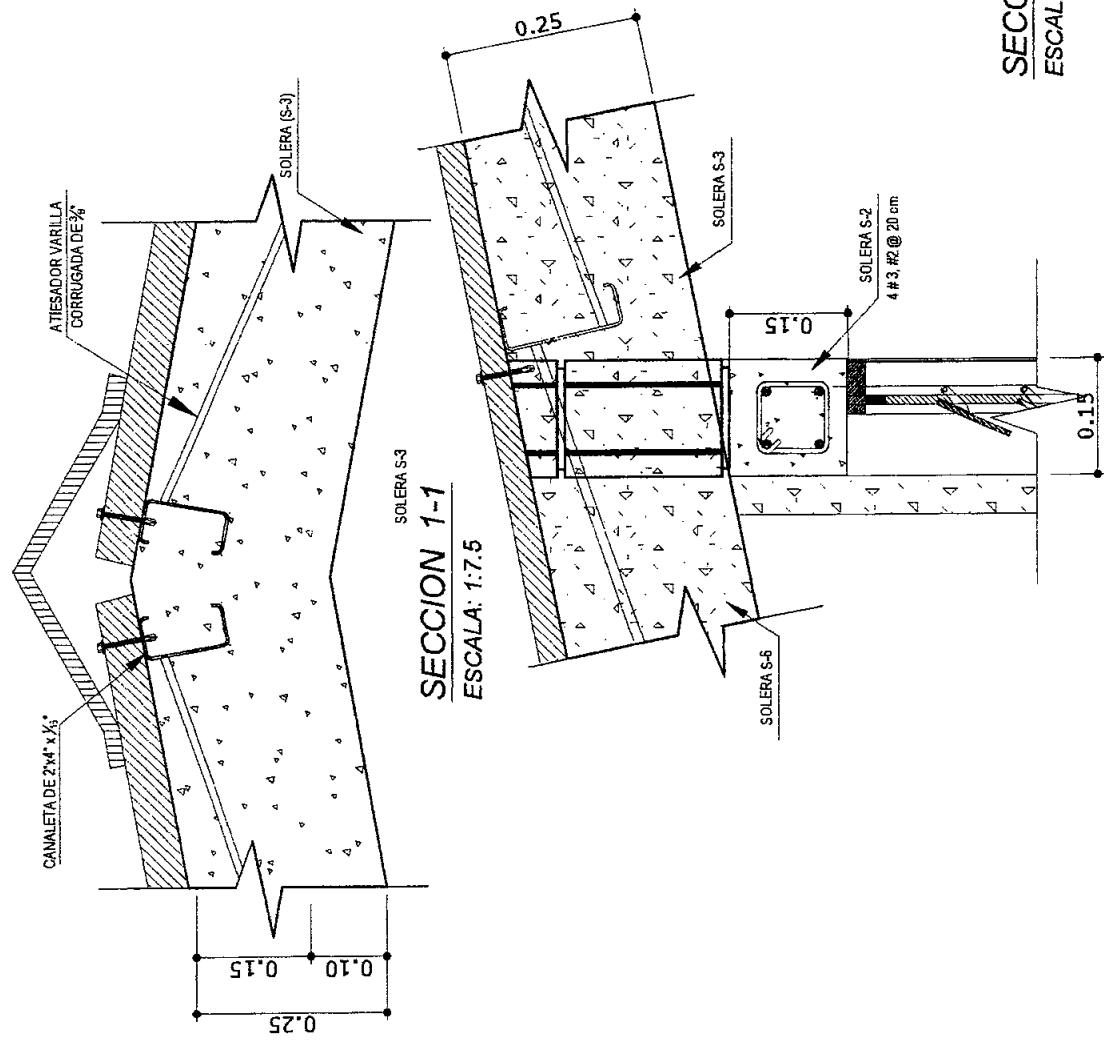 SECC
ESCAL
0.25
ATIESADOR VARILLA
CORRUGADA DE 3/8"
SOLERA (S-3)
CANALETA DE 2"x4" x 1/16"
SOLERA S-3
SOLERA S-3
SECCION 1-1
ESCALA: 1:7.5
SOLERA S-2
4 #3, #2 @ 20 cm
0.15
0.15
SOLERA S-6
0.15
0.10
0.25